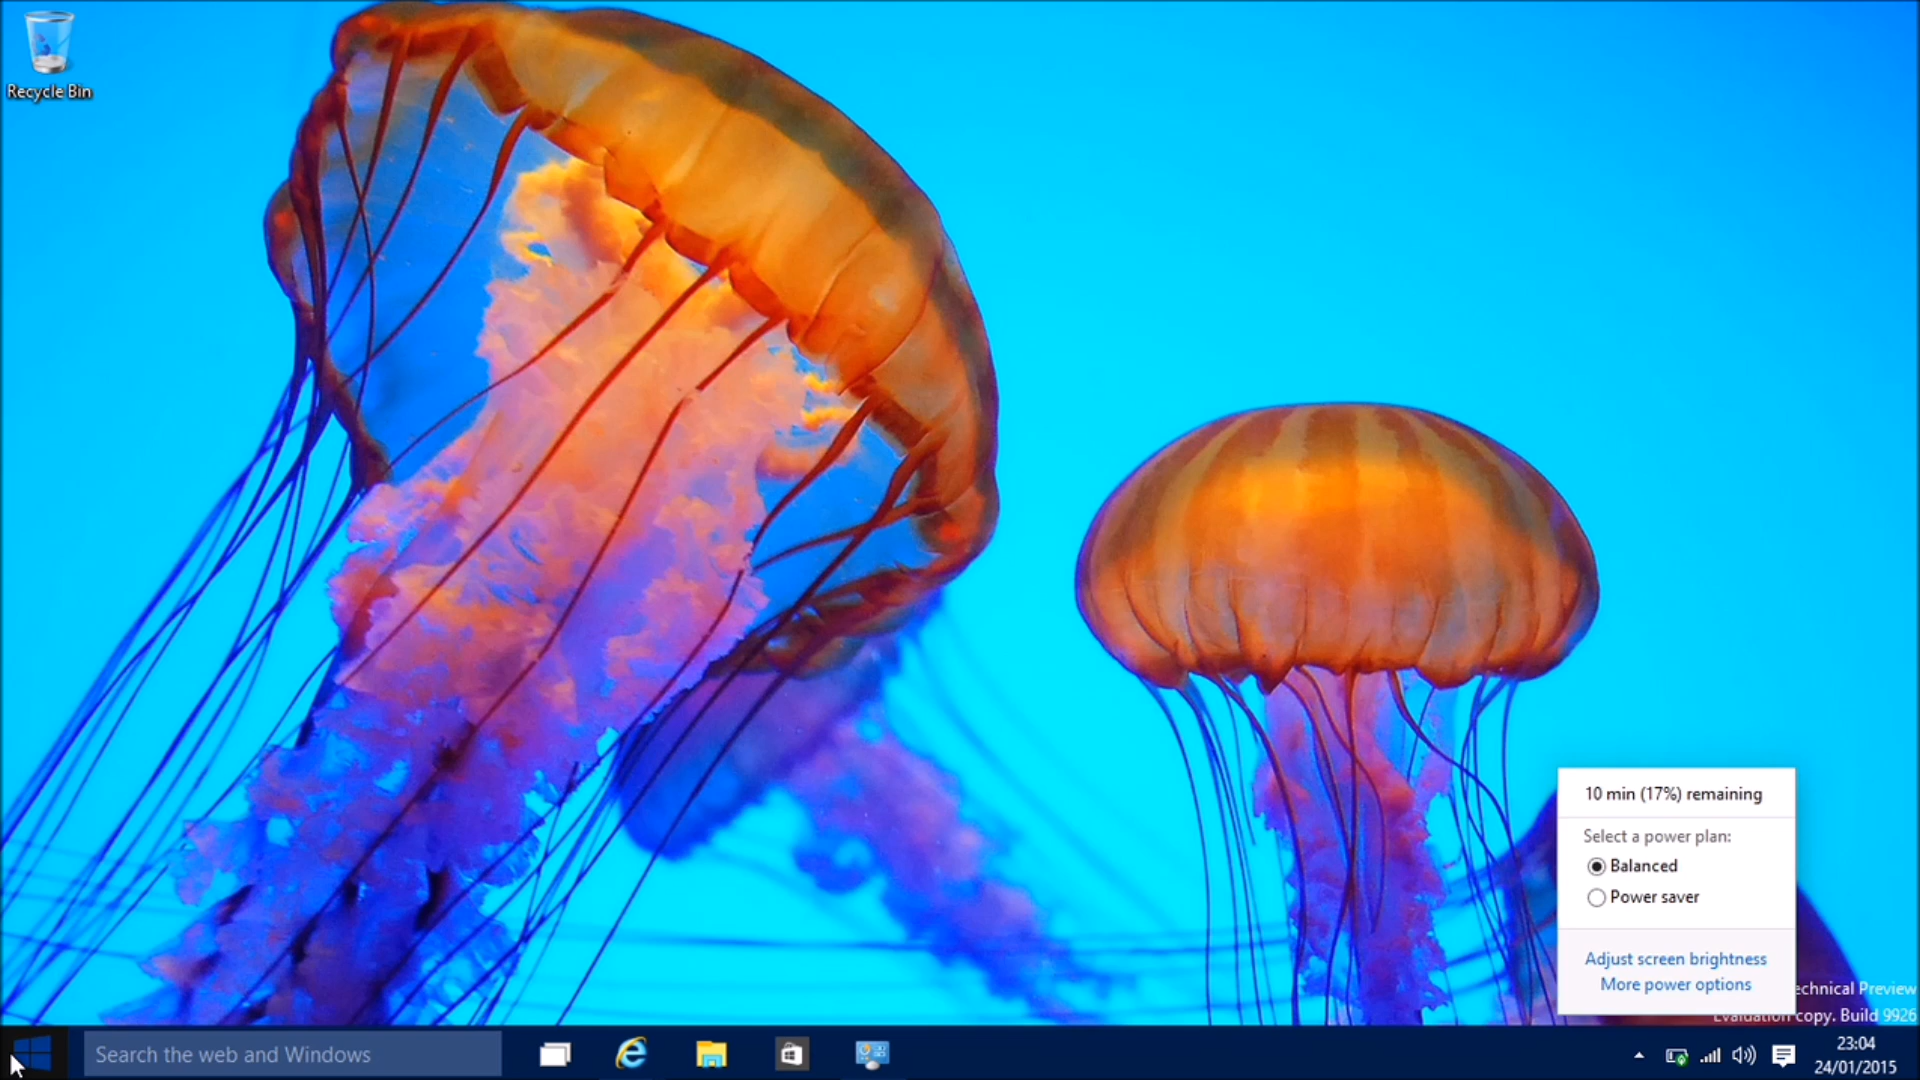 Recycle Bin
10 min (17%) remaining
Select a power plan:
Balanced
Power saver
Adjust screen brightness
More power options
echnical Preview
Evaluation copy. Build 9926
Search the web and Windows
23:04
24/01/2015